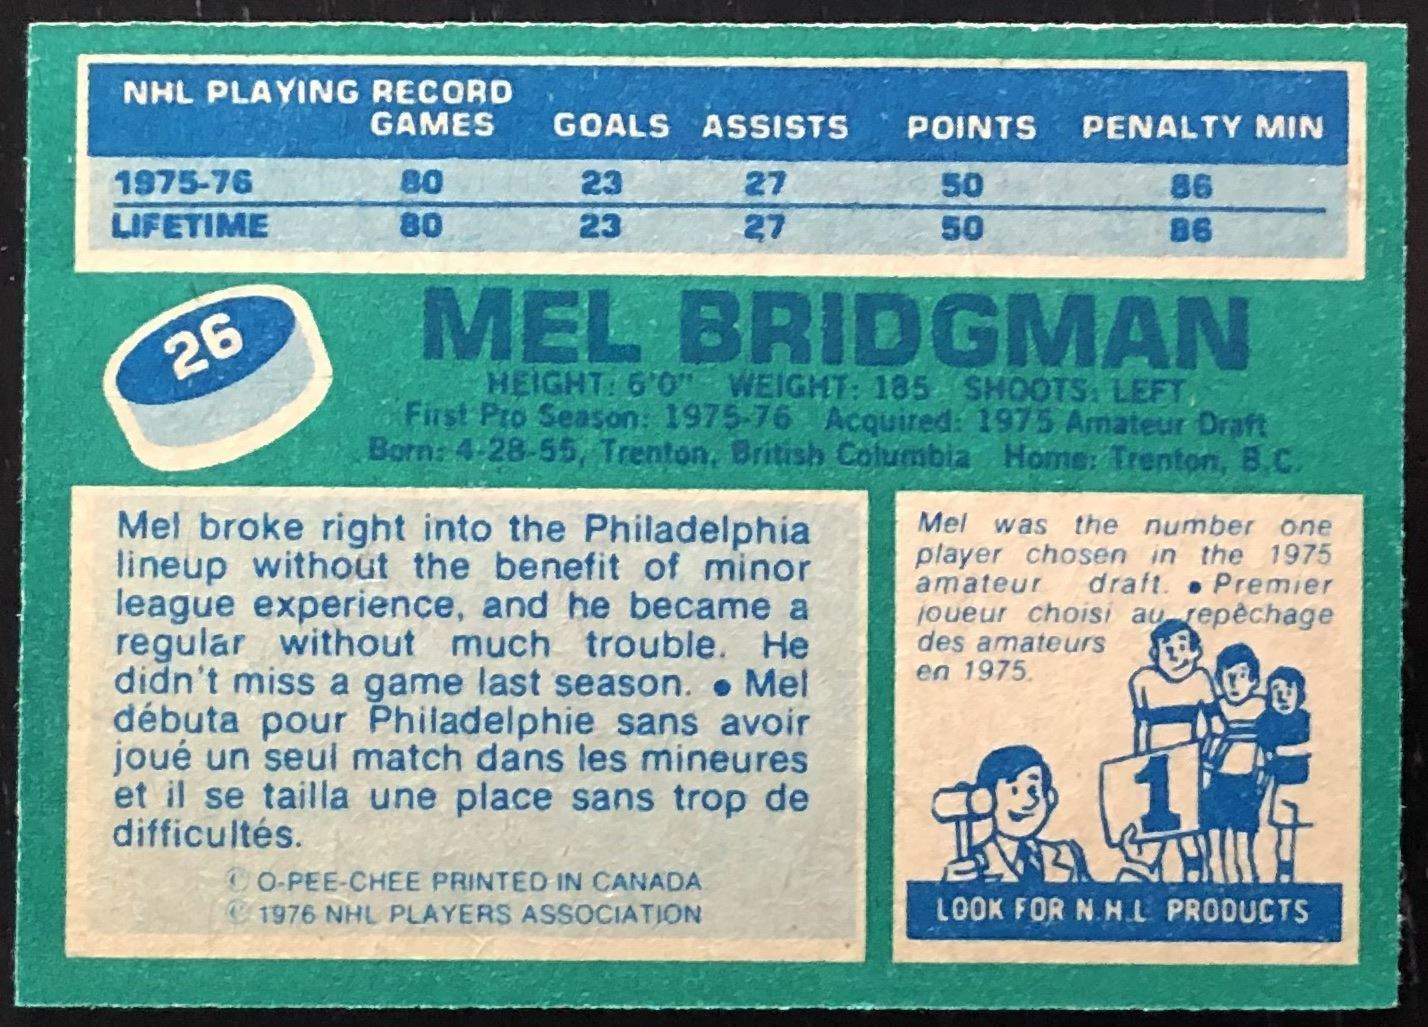 NHL PLAYING RECORD
GAMES GOALS ASSISTS POINTS PENALTY MIN
1975-76 80 23 27 50 86
LIFETIME 80 23 27 50 86
26
MEL BRIDGMAN
HEIGHT: 6'0" WEIGHT: 185 SHOOTS: LEFT
First Pro Season: 1975-76 Acquired: 1975 Amateur Draft
Born: 4-28-55, Trenton, British Columbia Home: Trenton, B.C.
Mel broke right into the Philadelphia
lineup without the benefit of minor
league experience, and he became a
regular without much trouble. He
didn't miss a game last season. • Mel
débuta pour Philadelphie sans avoir
joué un seul match dans les mineures
et il se tailla une place sans trop de
difficultés.
© O-PEE-CHEE PRINTED IN CANADA
© 1976 NHL PLAYERS ASSOCIATION
Mel was the number one
player chosen in the 1975
amateur draft. • Premier
joueur choisi au repêchage
des amateurs
en 1975.
1
LOOK FOR N.H.L. PRODUCTS